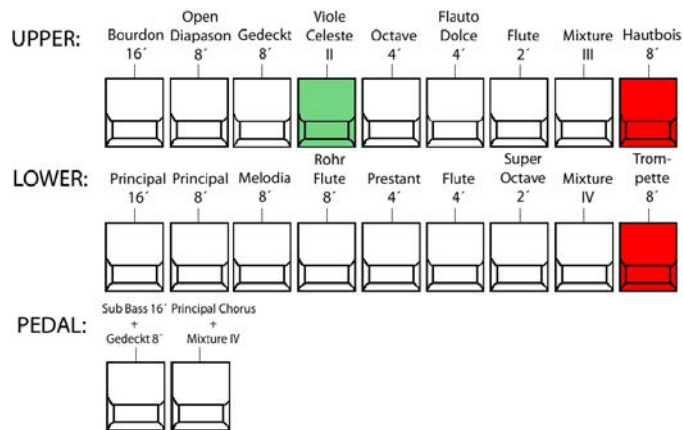 UPPER:
Bourdon 16´
Open Diapason 8´
Gedeckt 8´
Viole Celeste II
Octave 4´
Flauto Dolce 4´
Flute 2´
Mixture III
Hautbois 8´
LOWER:
Principal 16´
Principal 8´
Melodia 8´
Rohr Flute 8´
Prestant 4´
Flute 4´
Super Octave 2´
Mixture IV
Trom-
pette 8´
PEDAL:
Sub Bass 16´
+
Gedeckt 8´
Principal Chorus
+
Mixture IV